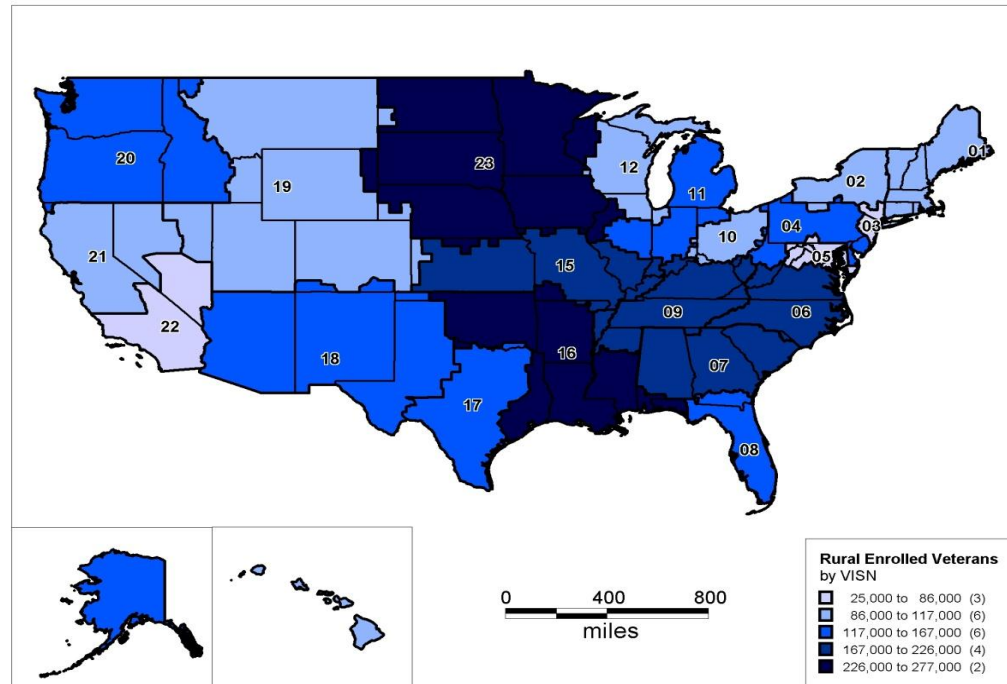 01
12
20
23
02
19
11
03
04
10
05
21
15
09
06
22
16
18
07
17
08
Rural Enrolled Veterans
by VISN
25,000 to 86,000 (3)
86,000 to 117,000 (6)
117,000 to 167,000 (6)
167,000 to 226,000 (4)
226,000 to 277,000 (2)
0 400 800
miles